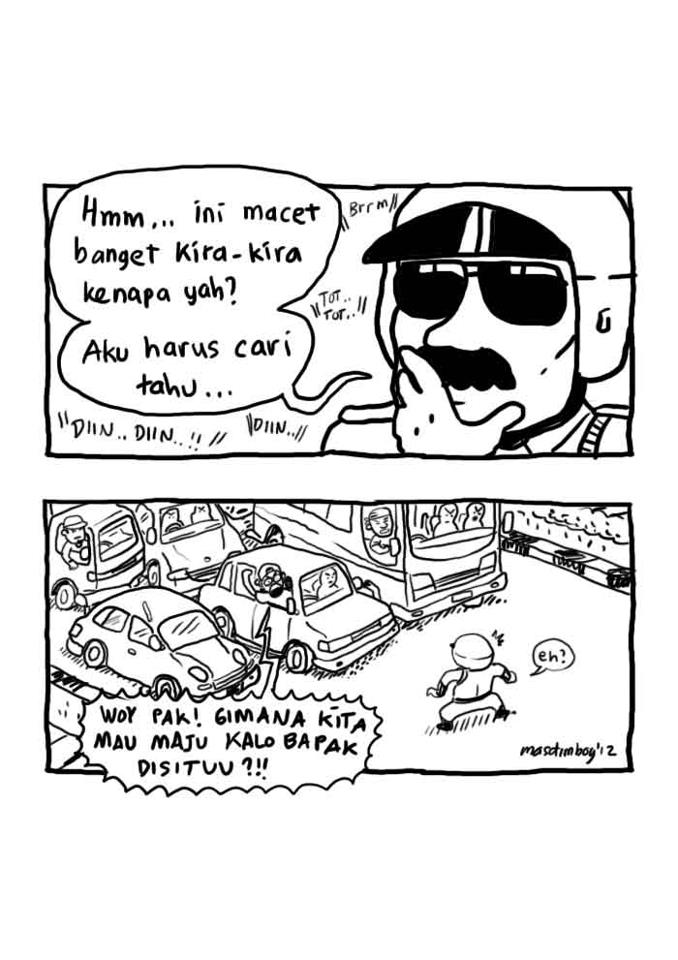 Hmm... ini macet
banget kira-kira
kenapa yah?
Aku harus cari
tahu...
Brrm
TOT..
TOT..
DIIN.. DIIN..!!
DIIN..
WOY PAK! GIMANA KITA
MAU MAJU KALO BAPAK
DISITUU?!!
eh?
masdimboy'12